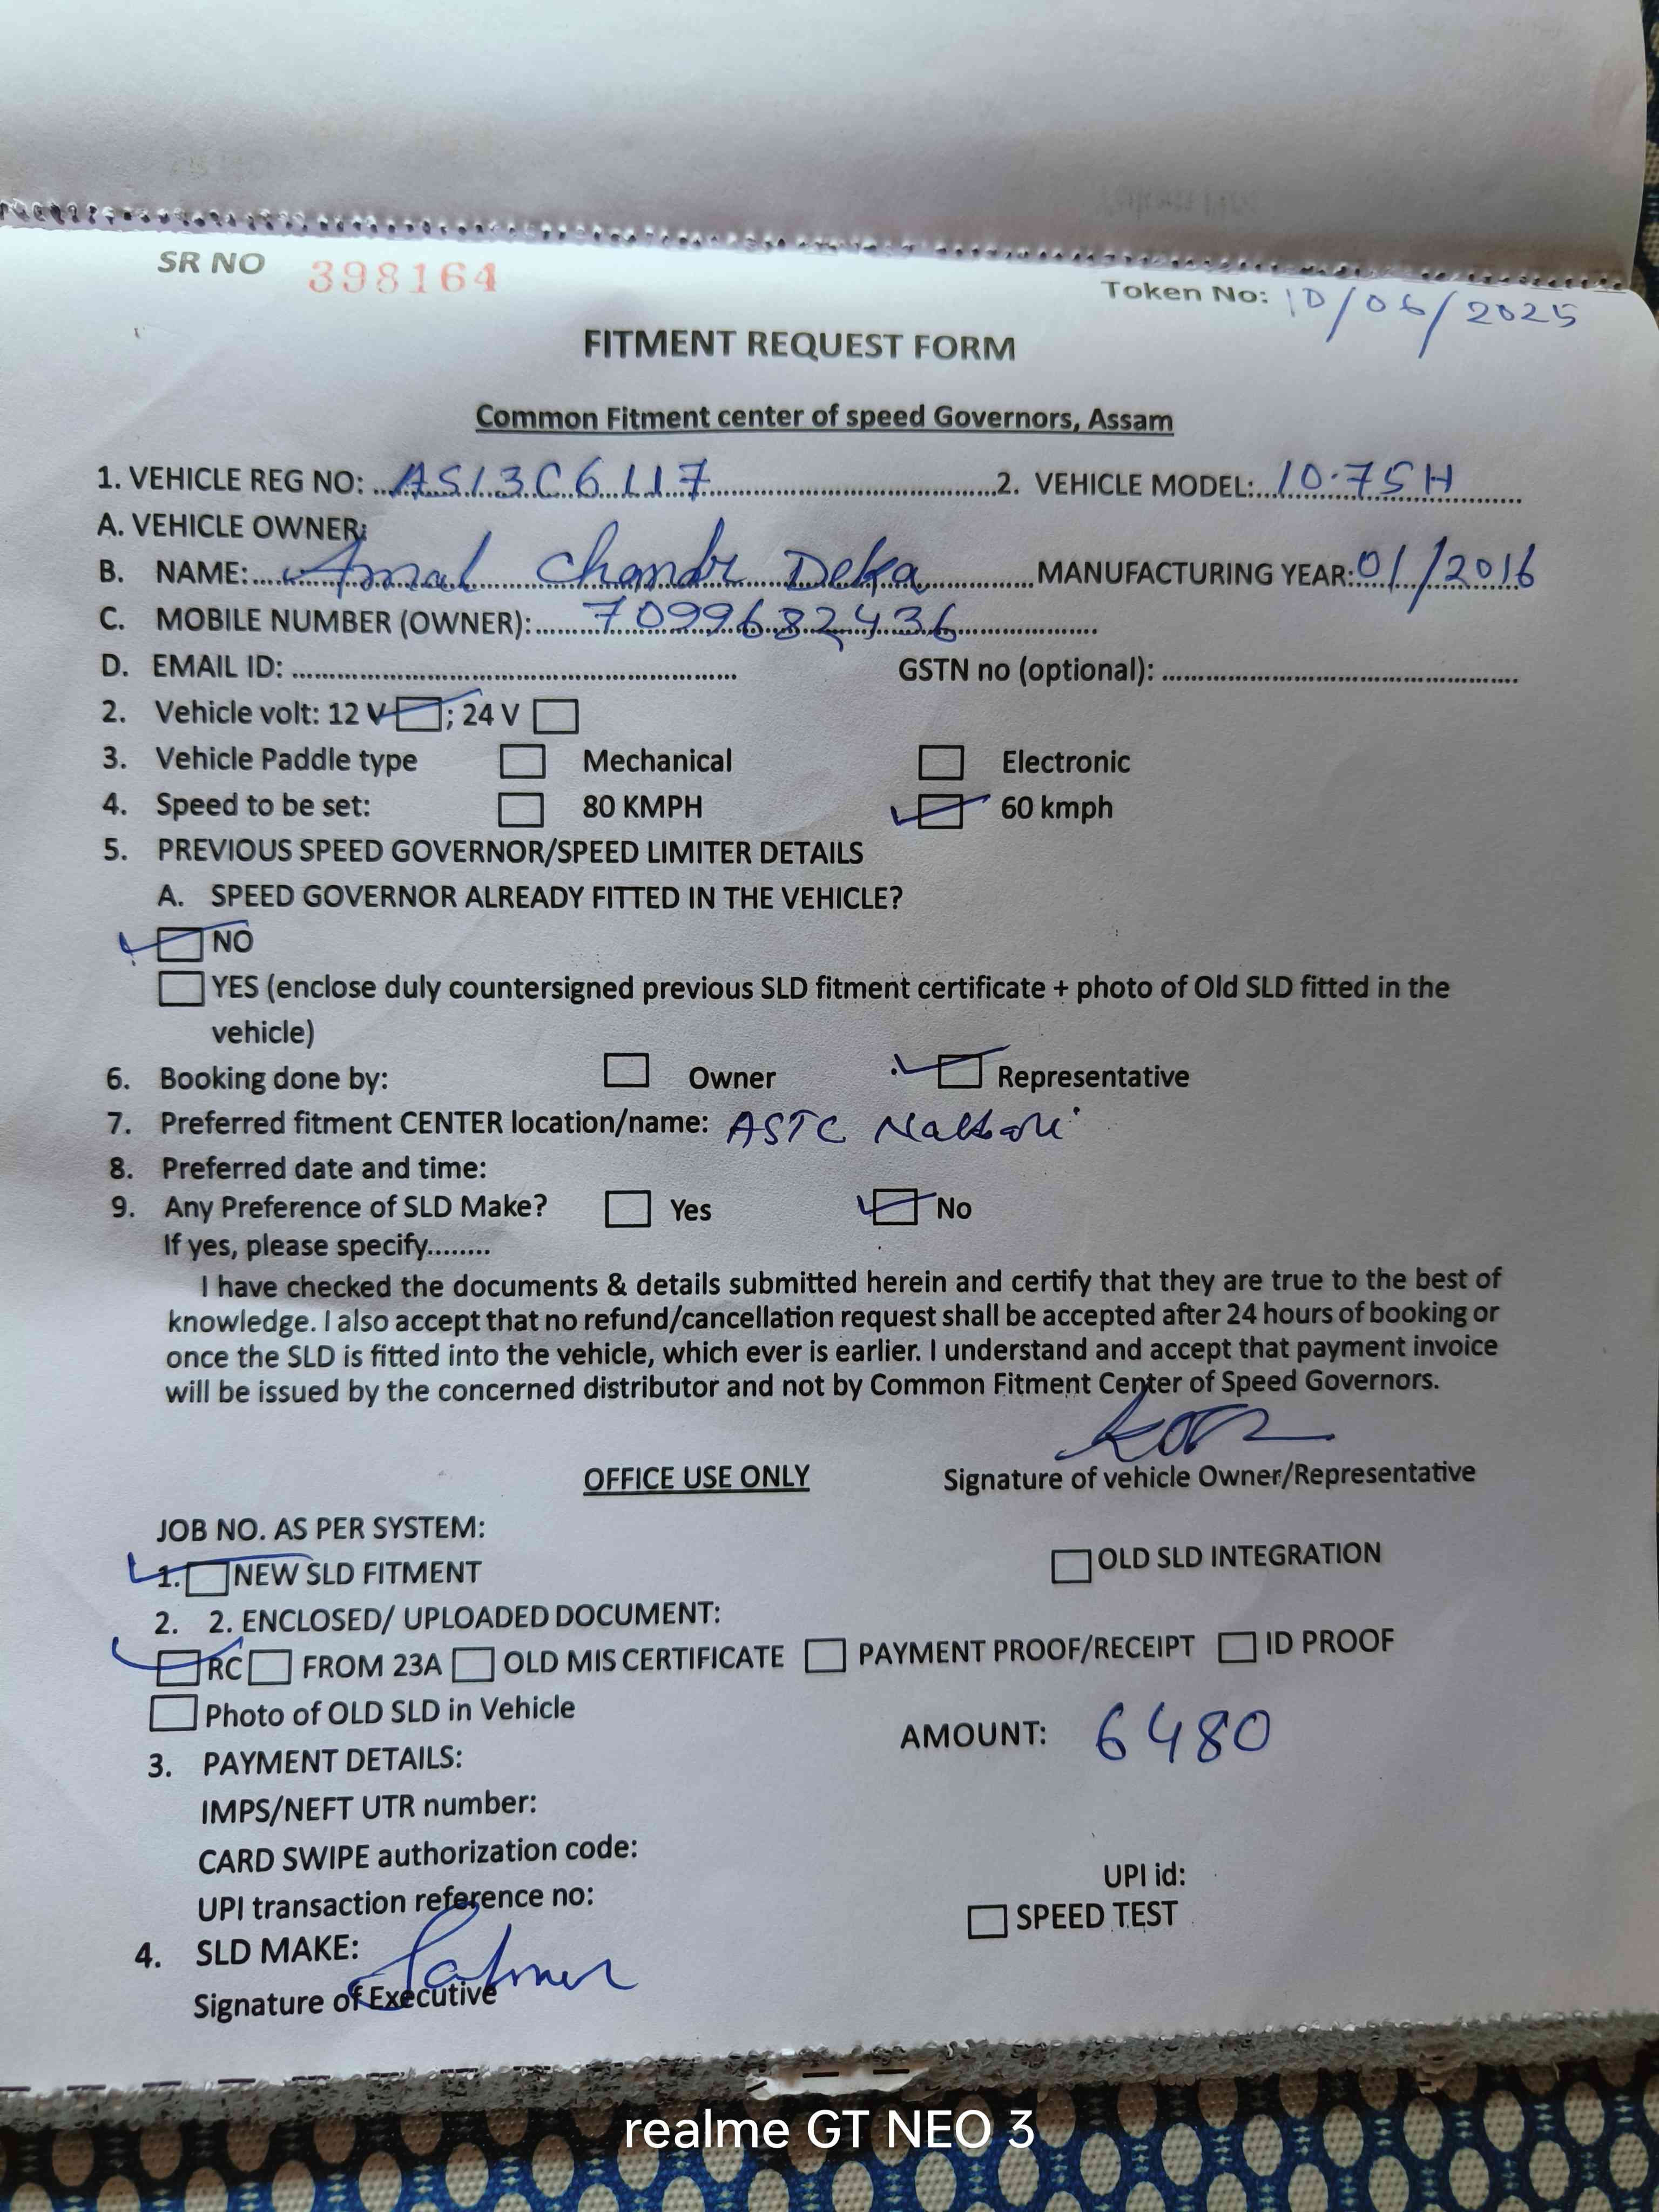 SR NO 398164
Token No: 10/06/2025
FITMENT REQUEST FORM
Common Fitment center of speed Governors, Assam
1. VEHICLE REG NO: AS13C6117 2. VEHICLE MODEL: 10.75H
A. VEHICLE OWNER:
B. NAME: Amal Chandr Deka MANUFACTURING YEAR: 01/2016
C. MOBILE NUMBER (OWNER): 7099682436
D. EMAIL ID: GSTN no (optional):
2. Vehicle volt: 12 V ; 24 V
3. Vehicle Paddle type Mechanical Electronic
4. Speed to be set: 80 KMPH 60 kmph
5. PREVIOUS SPEED GOVERNOR/SPEED LIMITER DETAILS
A. SPEED GOVERNOR ALREADY FITTED IN THE VEHICLE?
NO
YES (enclose duly countersigned previous SLD fitment certificate + photo of Old SLD fitted in the
vehicle)
6. Booking done by: Owner Representative
7. Preferred fitment CENTER location/name: ASTC Nalbari
8. Preferred date and time:
9. Any Preference of SLD Make? Yes No
If yes, please specify........
I have checked the documents & details submitted herein and certify that they are true to the best of
knowledge. I also accept that no refund/cancellation request shall be accepted after 24 hours of booking or
once the SLD is fitted into the vehicle, which ever is earlier. I understand and accept that payment invoice
will be issued by the concerned distributor and not by Common Fitment Center of Speed Governors.
OFFICE USE ONLY Signature of vehicle Owner/Representative
JOB NO. AS PER SYSTEM:
1. NEW SLD FITMENT OLD SLD INTEGRATION
2. 2. ENCLOSED/ UPLOADED DOCUMENT:
RC FROM 23A OLD MIS CERTIFICATE PAYMENT PROOF/RECEIPT ID PROOF
Photo of OLD SLD in Vehicle
AMOUNT: 6480
3. PAYMENT DETAILS:
IMPS/NEFT UTR number:
CARD SWIPE authorization code:
UPI id:
UPI transaction reference no:
SPEED TEST
4. SLD MAKE:
Signature of Executive
realme GT NEO 3